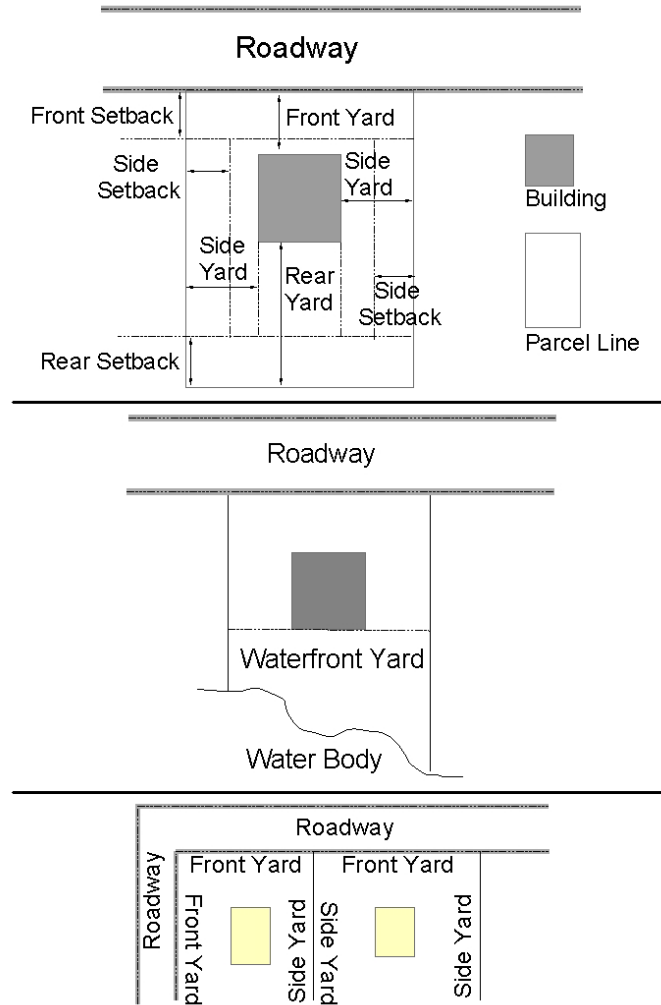 Roadway
Front Setback
Front Yard
Side
Setback
Side
Yard
Building
Side
Yard
Rear
Yard
Side
Setback
Rear Setback
Parcel Line
Roadway
Waterfront Yard
Water Body
Roadway
Roadway
Front Yard
Front Yard
Front Yard
Side Yard
Side Yard
Side Yard